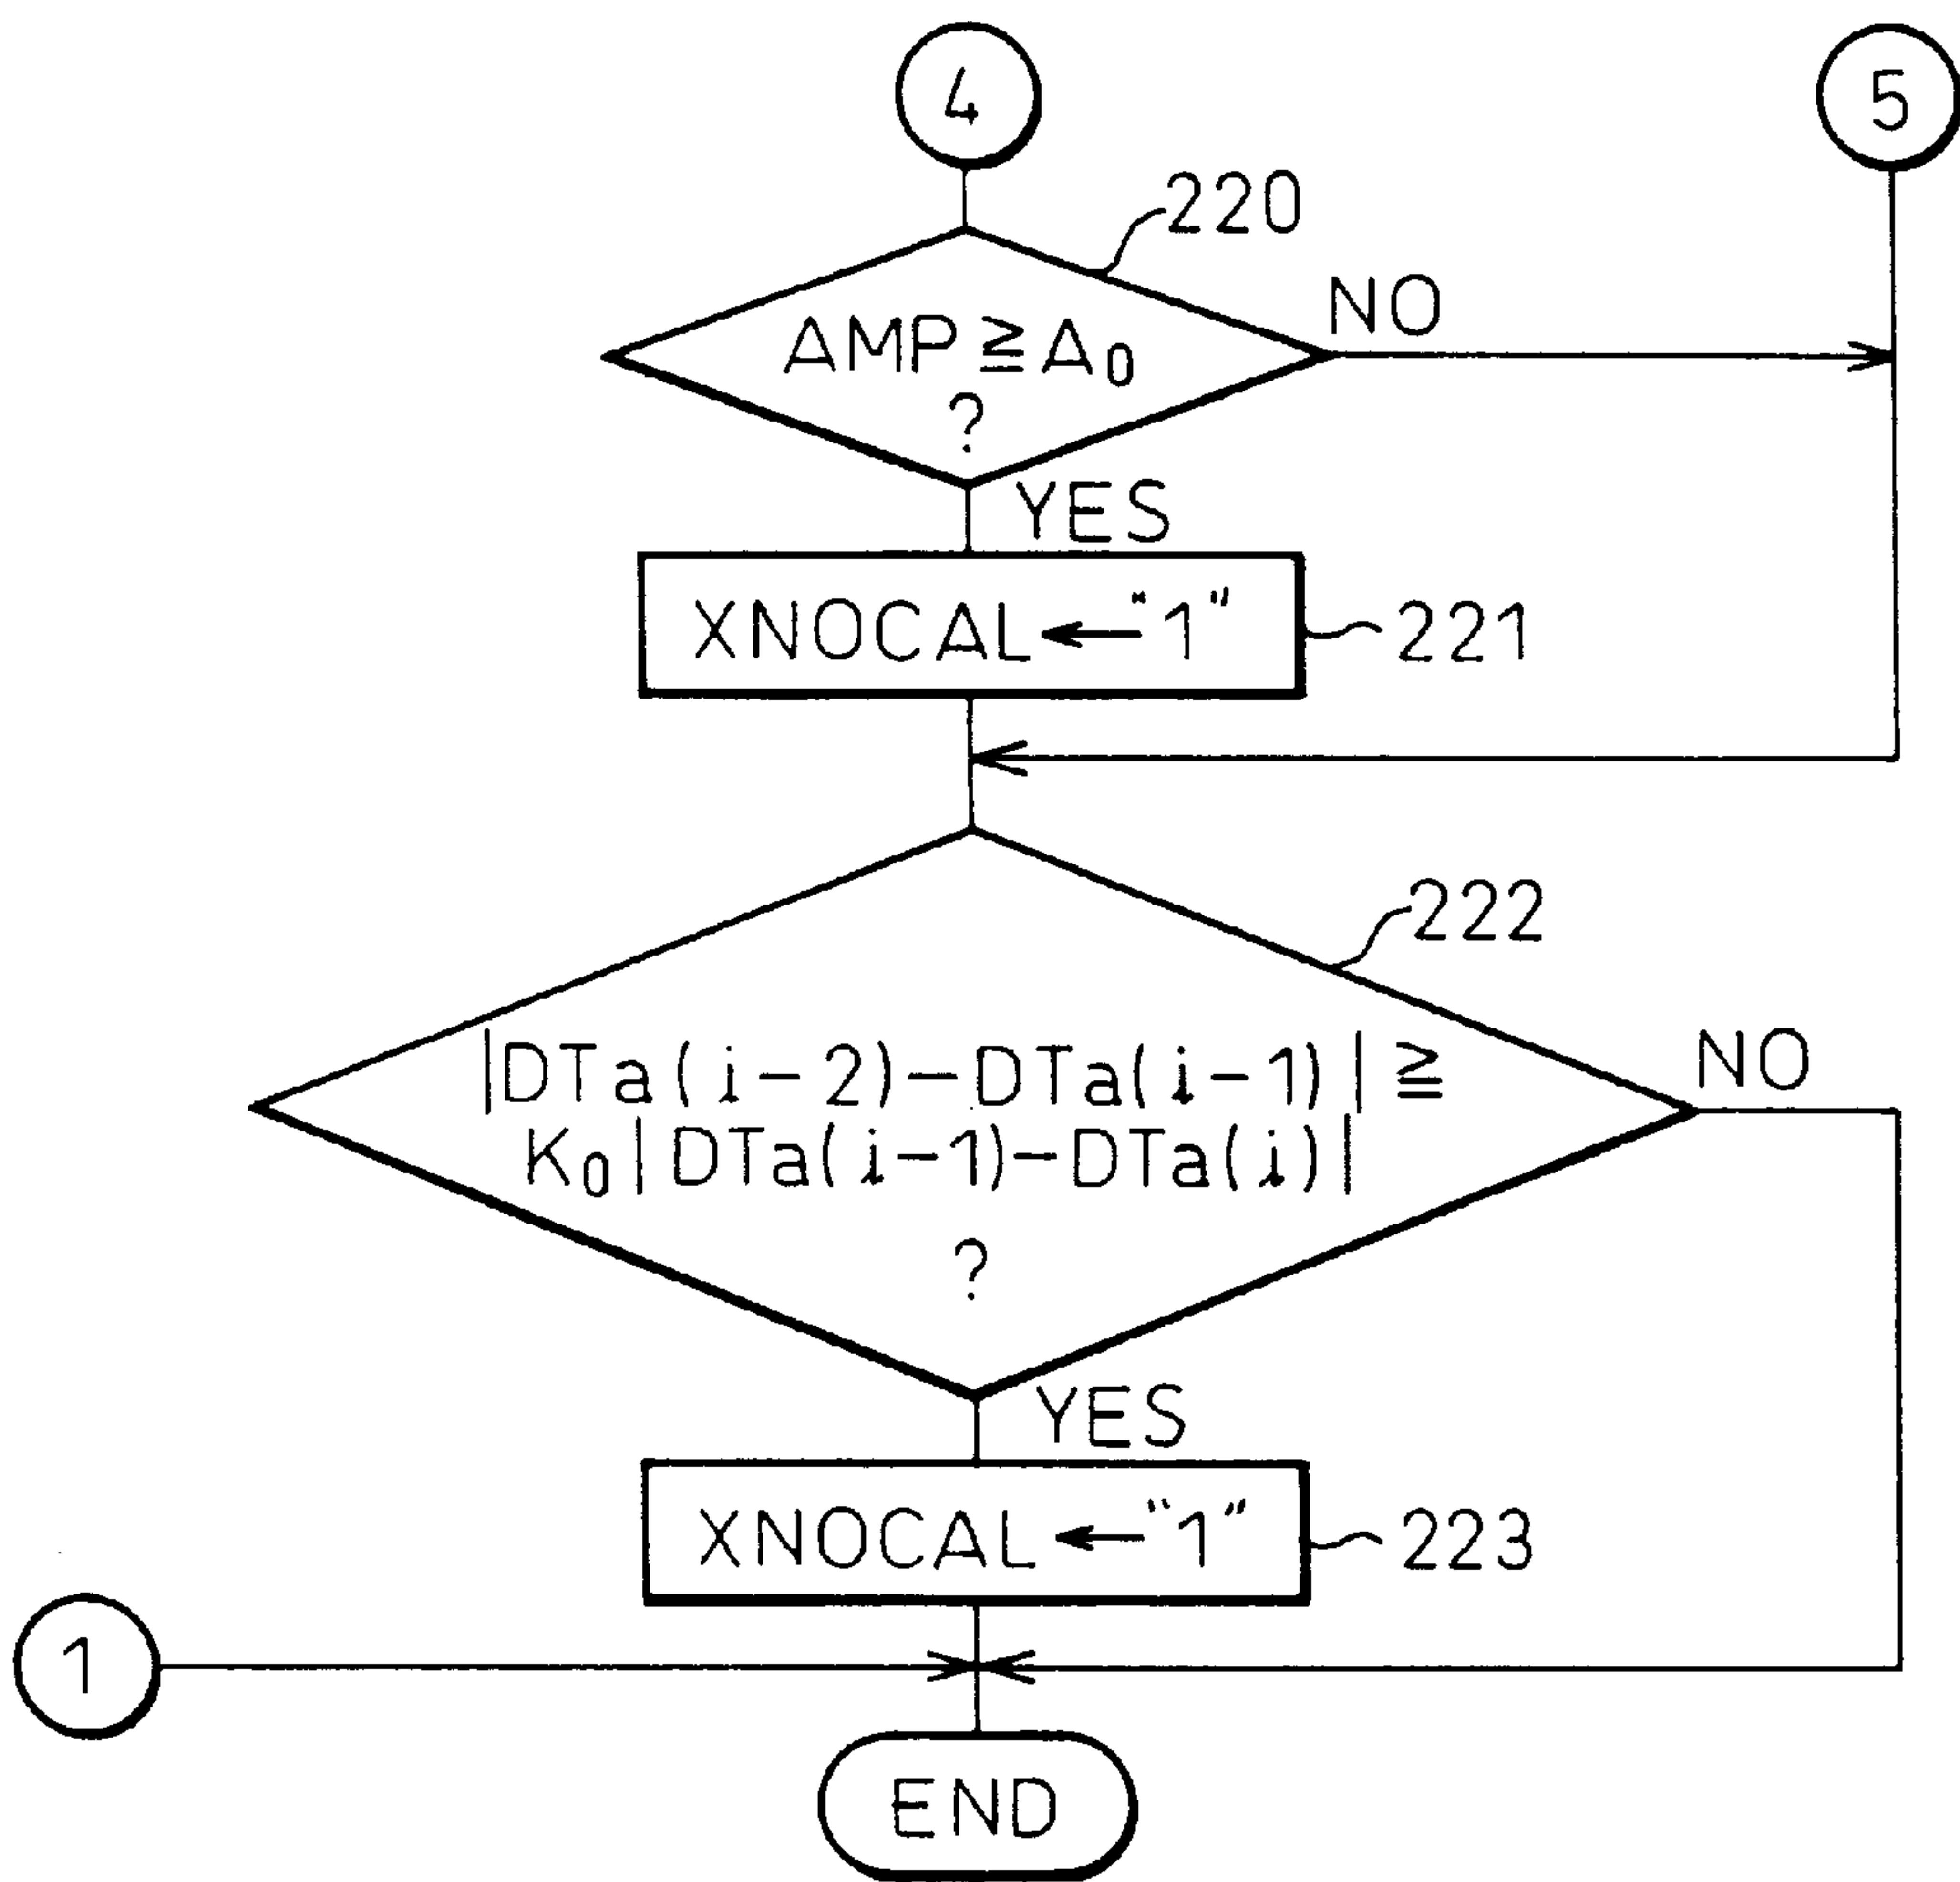 4
5
220
AMP≧A0
?
NO
YES
XNOCAL←"1"
221
222
|DTa(i-2)-DTa(i-1)|≧
K0|DTa(i-1)-DTa(i)|
?
NO
YES
XNOCAL←"1"
223
1
END